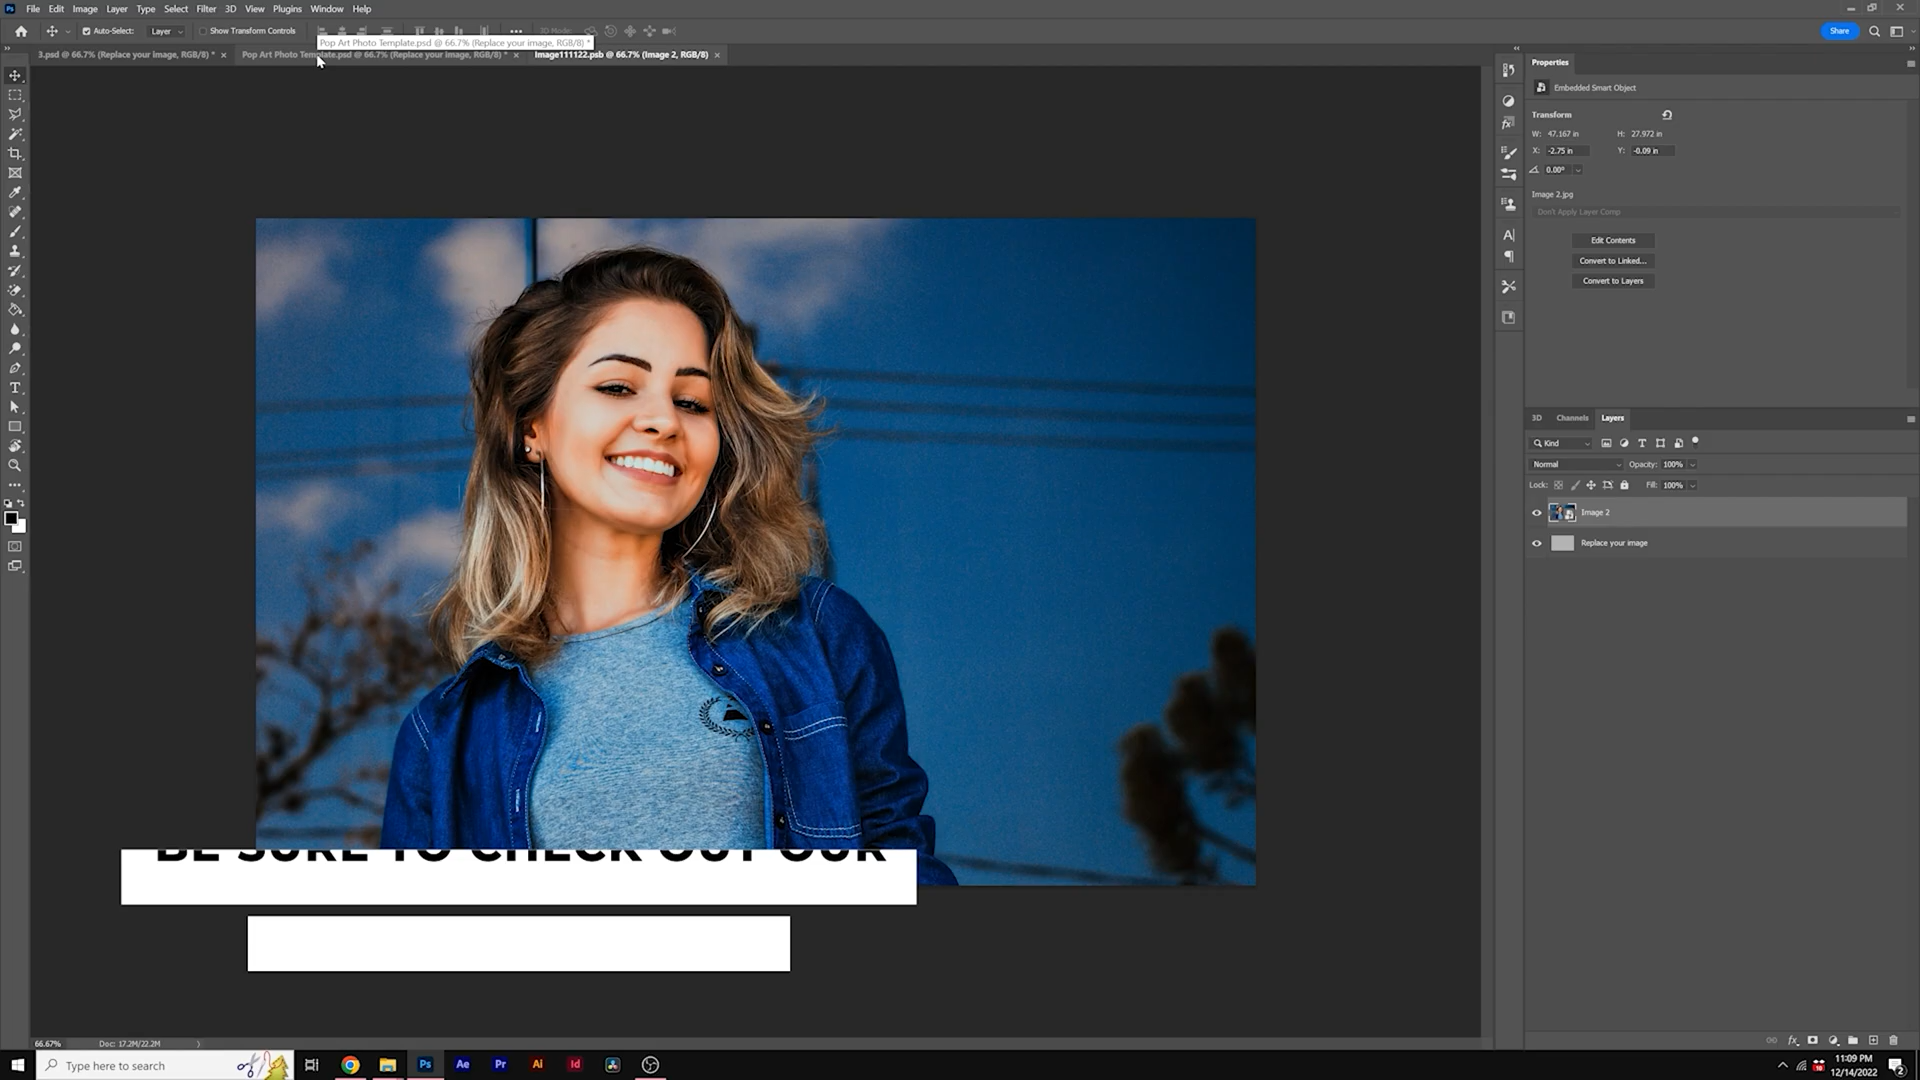 File Edit Image Layer Type Select Filter 3D View Plugins Window Help
Auto-Select: Layer Show Transform Controls 3D Mode: Share
Pop Art Photo Template.psd @ 66.7% (Replace your image, RGB/8) *
3.psd @ 66.7% (Replace your image, RGB/8) * × Pop Art Photo Template.psd @ 66.7% (Replace your image, RGB/8) * × Image111122.psb @ 66.7% (Image 2, RGB/8) ×
Properties
Embedded Smart Object
Transform
W: 47.167 in H: 27.972 in
X: -2.75 in Y: -0.09 in
0.00°
Image 2.jpg
Don't Apply Layer Comp
Edit Contents
Convert to Linked...
Convert to Layers
3D Channels Layers
Kind
Normal Opacity: 100%
Lock: Fill: 100%
Image 2
Replace your image
BE SURE TO CHECK OUT OUR
66.67% Doc: 17.2M/22.2M
Type here to search
Ps Ae Pr Ai Id
11:09 PM
12/14/2022